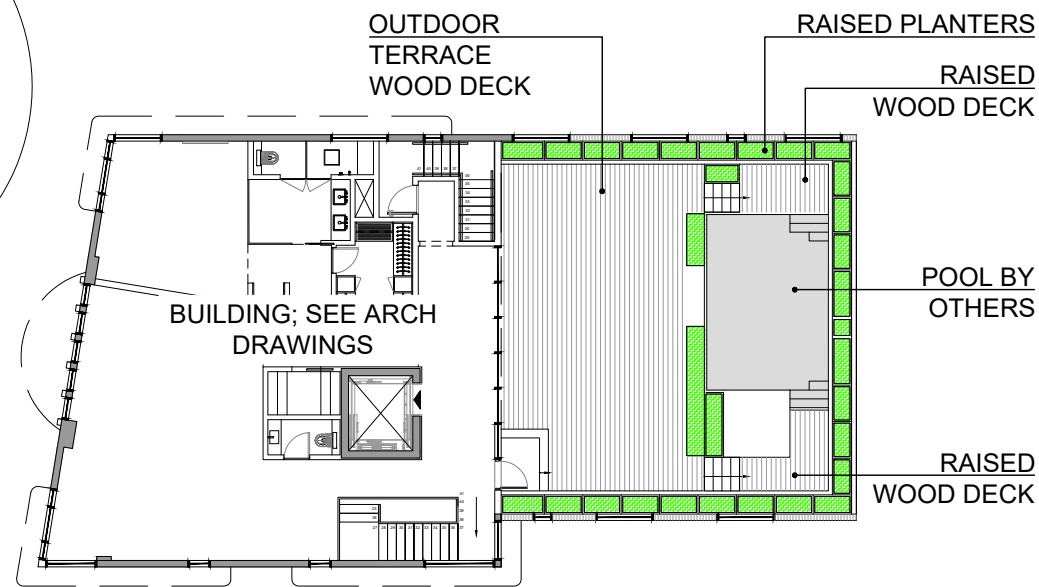 OUTDOOR
TERRACE
WOOD DECK
RAISED PLANTERS
RAISED
WOOD DECK
BUILDING; SEE ARCH
DRAWINGS
POOL BY
OTHERS
RAISED
WOOD DECK